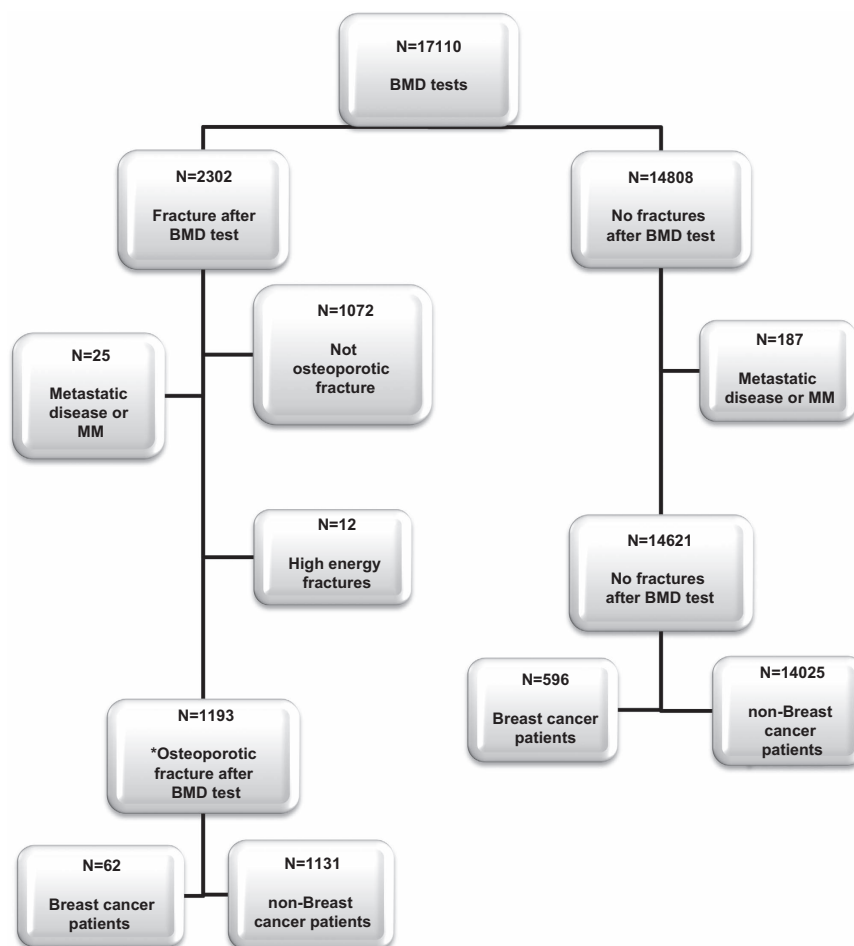 N=17110
BMD tests
N=2302
Fracture after
BMD test
N=14808
No fractures
after BMD test
N=1072
Not
osteoporotic
fracture
N=25
Metastatic
disease or
MM
N=187
Metastatic
disease or MM
N=12
High energy
fractures
N=14621
No fractures
after BMD test
N=596
Breast cancer
patients
N=14025
non-Breast
cancer
patients
N=1193
*Osteoporotic
fracture after
BMD test
N=62
Breast cancer
patients
N=1131
non-Breast
cancer patients